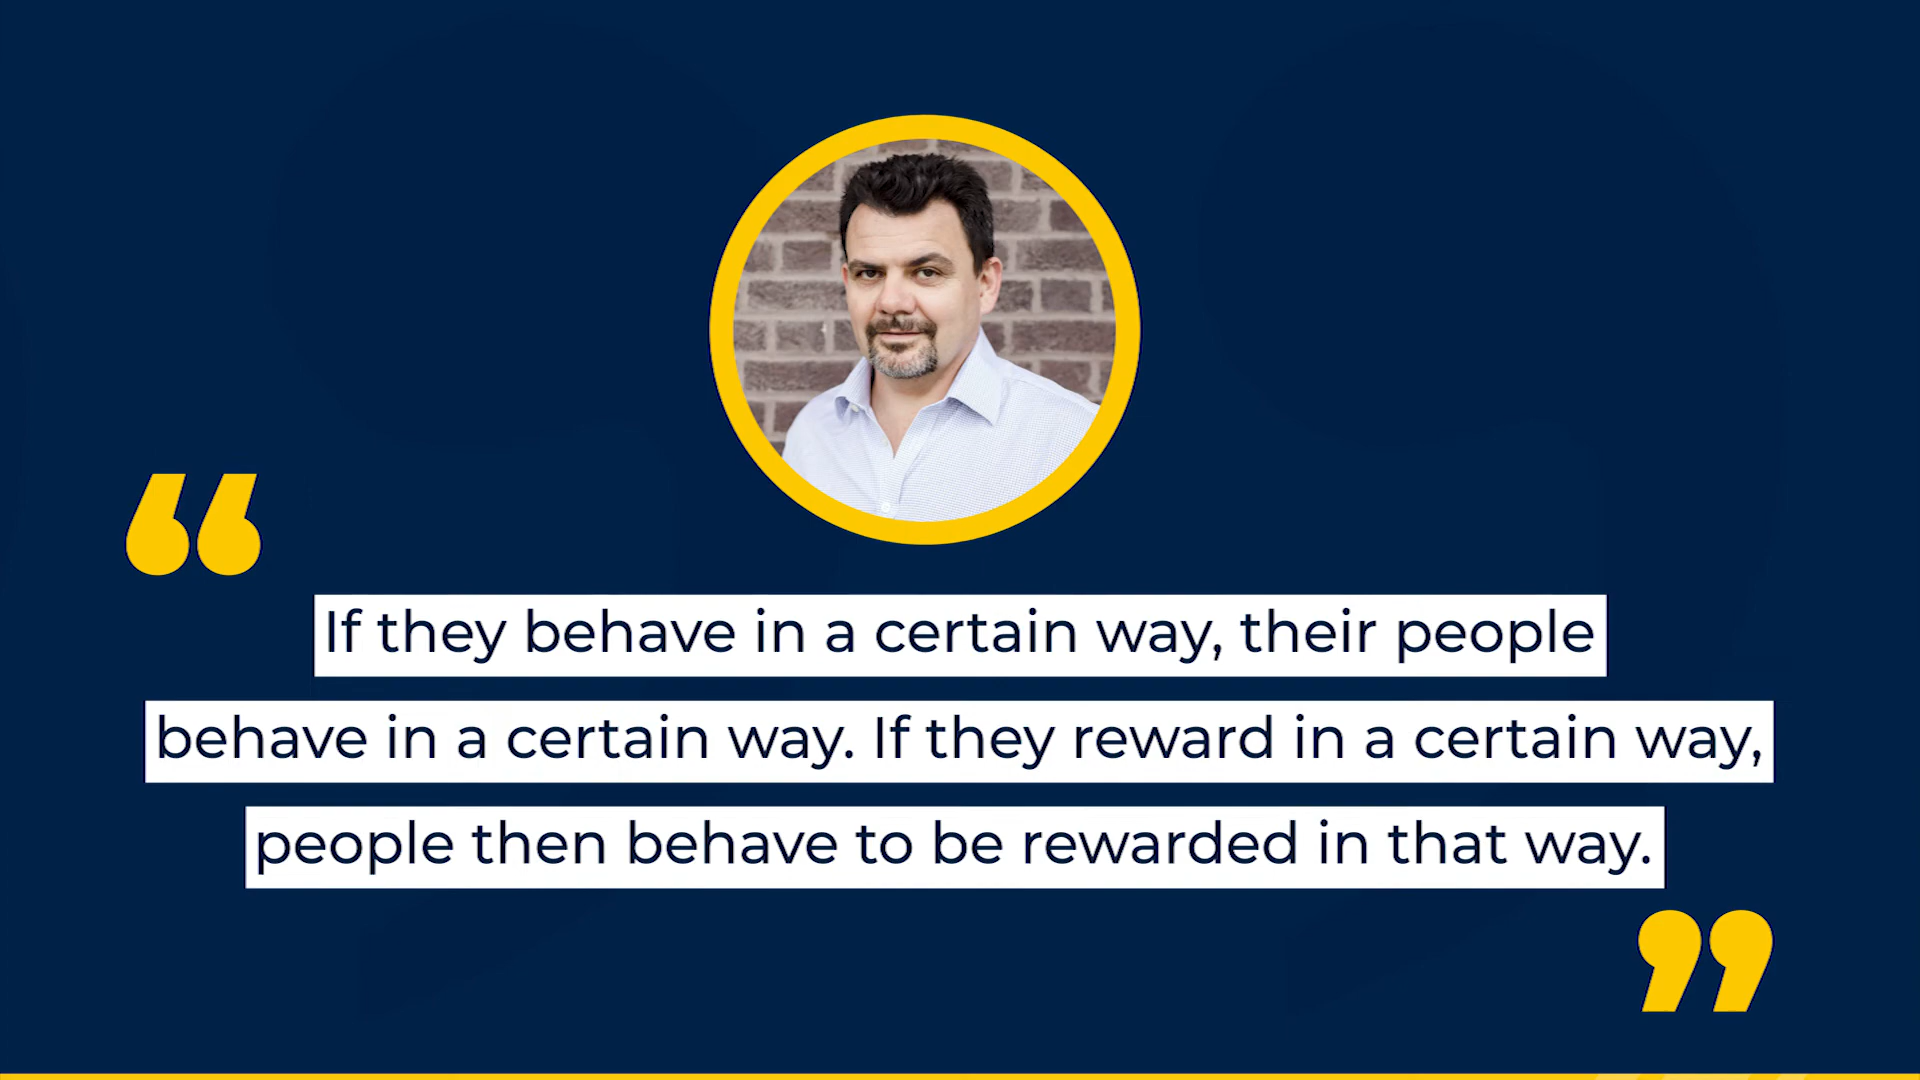 “
If they behave in a certain way, their people
behave in a certain way. If they reward in a certain way,
people then behave to be rewarded in that way.
”